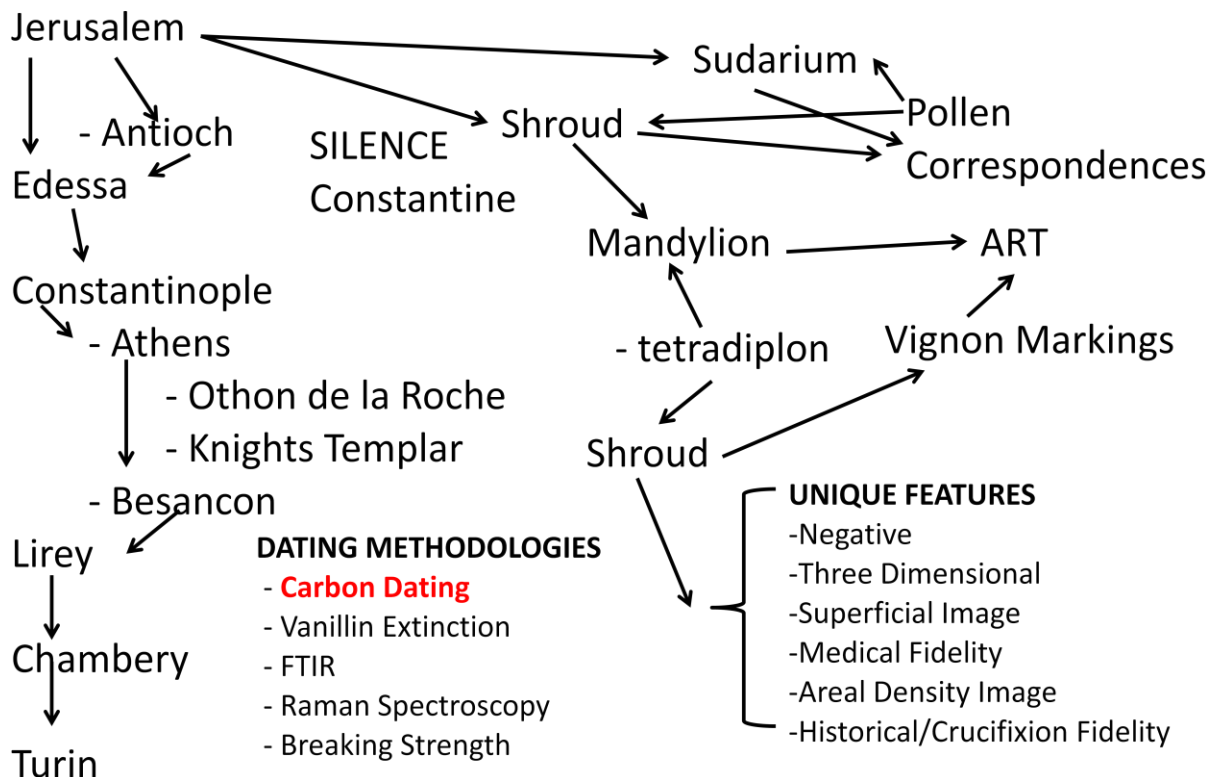 Jerusalem
- Antioch
Edessa
Constantinople
- Athens
- Othon de la Roche
- Knights Templar
- Besancon
Lirey
Chambery
Turin
SILENCE
Constantine
DATING METHODOLOGIES
- Carbon Dating
- Vanillin Extinction
- FTIR
- Raman Spectroscopy
- Breaking Strength
Sudarium
Shroud
Pollen
Correspondences
Mandylion
ART
- tetradiplon
Vignon Markings
Shroud
UNIQUE FEATURES
-Negative
-Three Dimensional
-Superficial Image
-Medical Fidelity
-Areal Density Image
-Historical/Crucifixion Fidelity